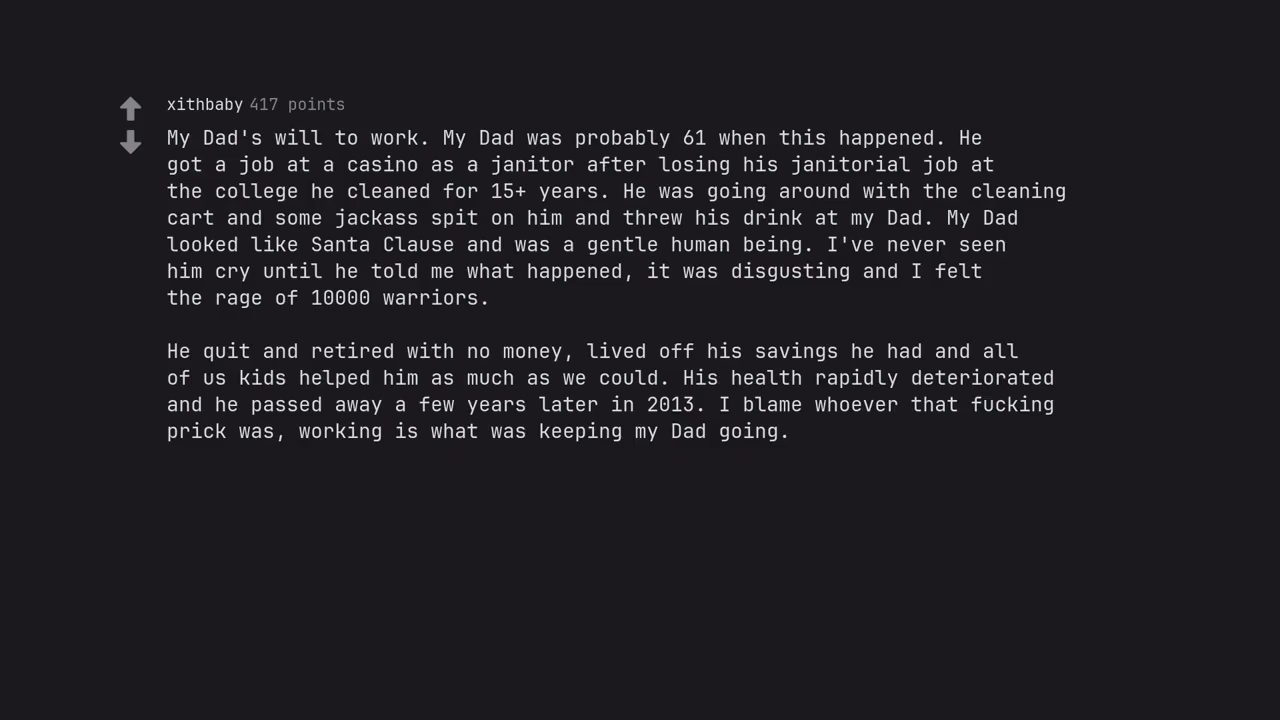 xithbaby 417 points
My Dad's will to work. My Dad was probably 61 when this happened. He
got a job at a casino as a janitor after losing his janitorial job at
the college he cleaned for 15+ years. He was going around with the cleaning
cart and some jackass spit on him and threw his drink at my Dad. My Dad
looked like Santa Clause and was a gentle human being. I've never seen
him cry until he told me what happened, it was disgusting and I felt
the rage of 10000 warriors.
He quit and retired with no money, lived off his savings he had and all
of us kids helped him as much as we could. His health rapidly deteriorated
and he passed away a few years later in 2013. I blame whoever that fucking
prick was, working is what was keeping my Dad going.